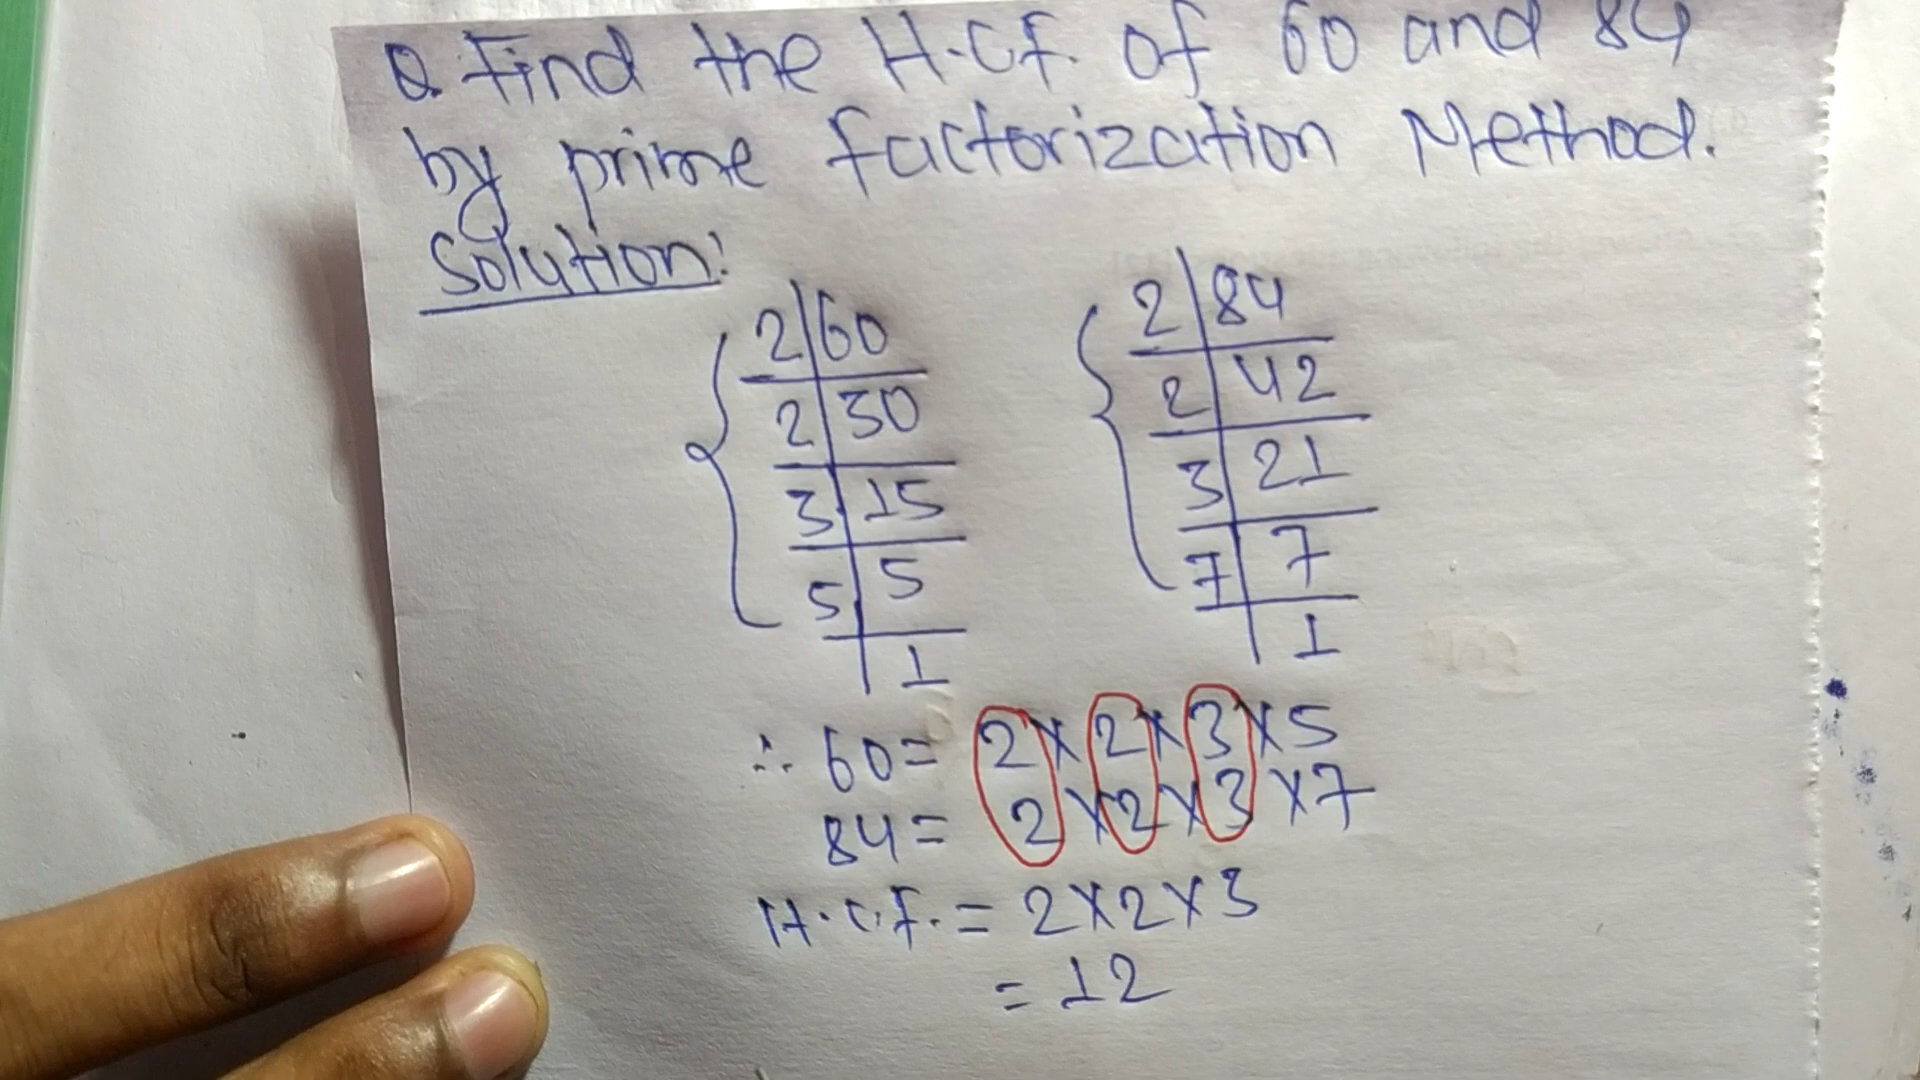 Q. Find the H.C.F. of 60 and 84
by prime factorization Method.
Solution:
2|60
2|30
3|15
5|5
|1
2|84
2|42
3|21
7|7
|1
∴ 60= 2×2×3×5
84= 2×2×3×7
H.C.F. = 2×2×3
= 12